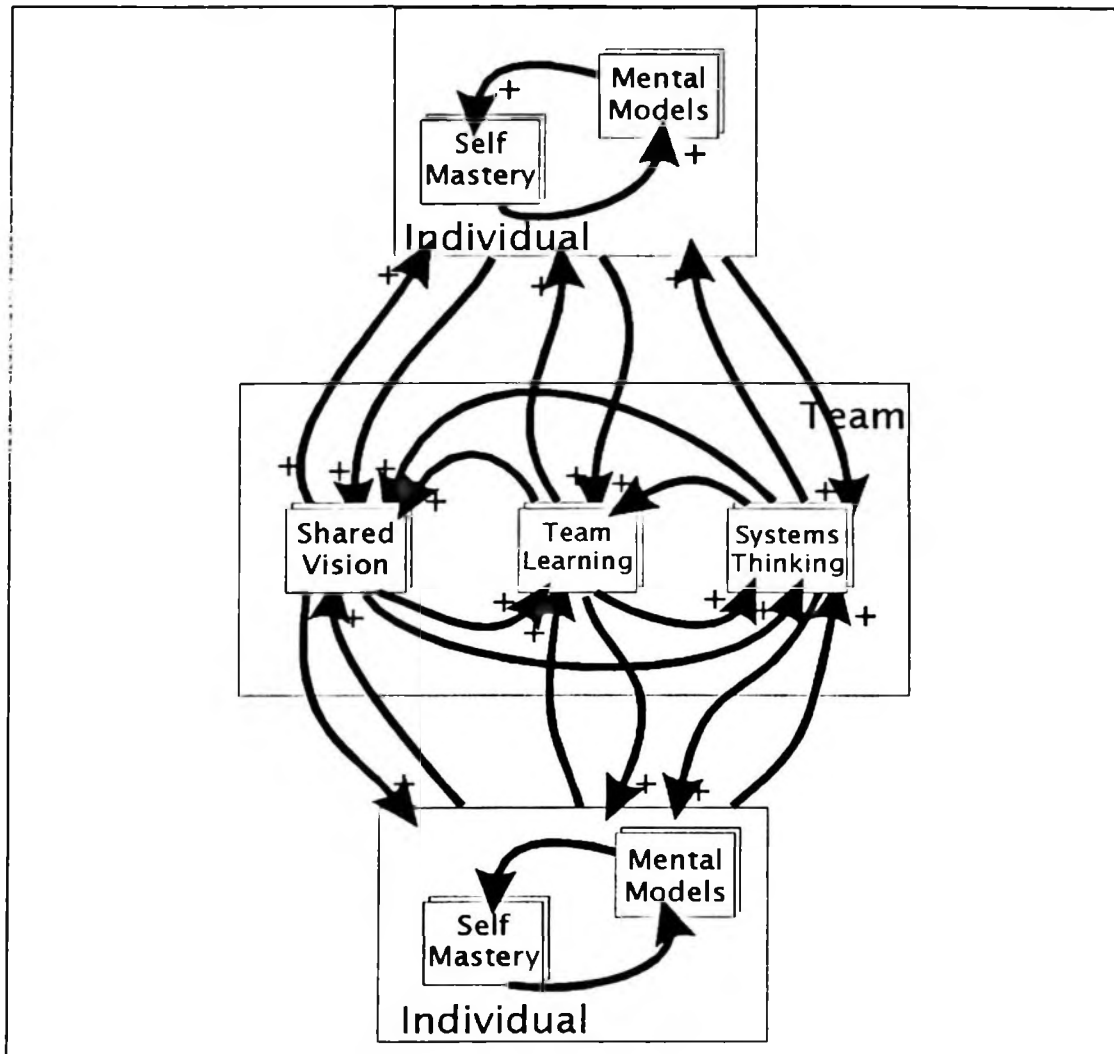 Mental
Models
+
Self
Mastery
+
Individual
+
+
+
Team
+
+
+
+
+
+
+
Shared
Vision
Team
Learning
Systems
Thinking
+
+
+
+
+
+
+
+
+
Mental
Models
Self
Mastery
Individual